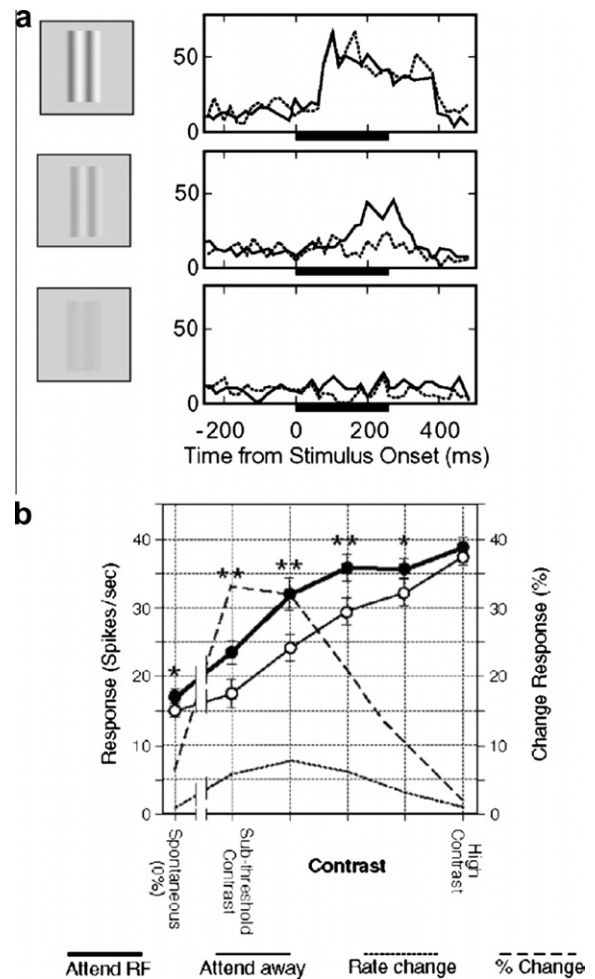 a
50
0
50
0
50
0
-200 0 200 400
Time from Stimulus Onset (ms)
b
Response (Spikes/sec)
40
30
20
10
0
* ** ** ** *
40
30
20
10
0
Change Response (%)
Spontaneous (0%)
Sub-threshold Contrast
Contrast
High Contrast
Attend RF Attend away Rate change % Change